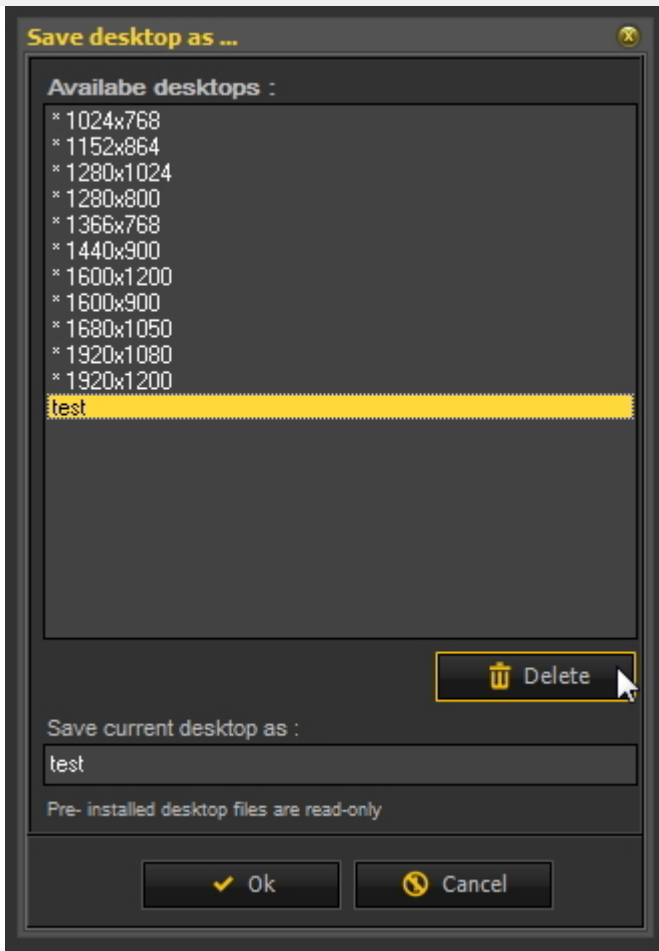 Save desktop as ...
Availabe desktops :
* 1024x768
* 1152x864
* 1280x1024
* 1280x800
* 1366x768
* 1440x900
* 1600x1200
* 1600x900
* 1680x1050
* 1920x1080
* 1920x1200
test
Delete
Save current desktop as :
test
Pre- installed desktop files are read-only
Ok Cancel